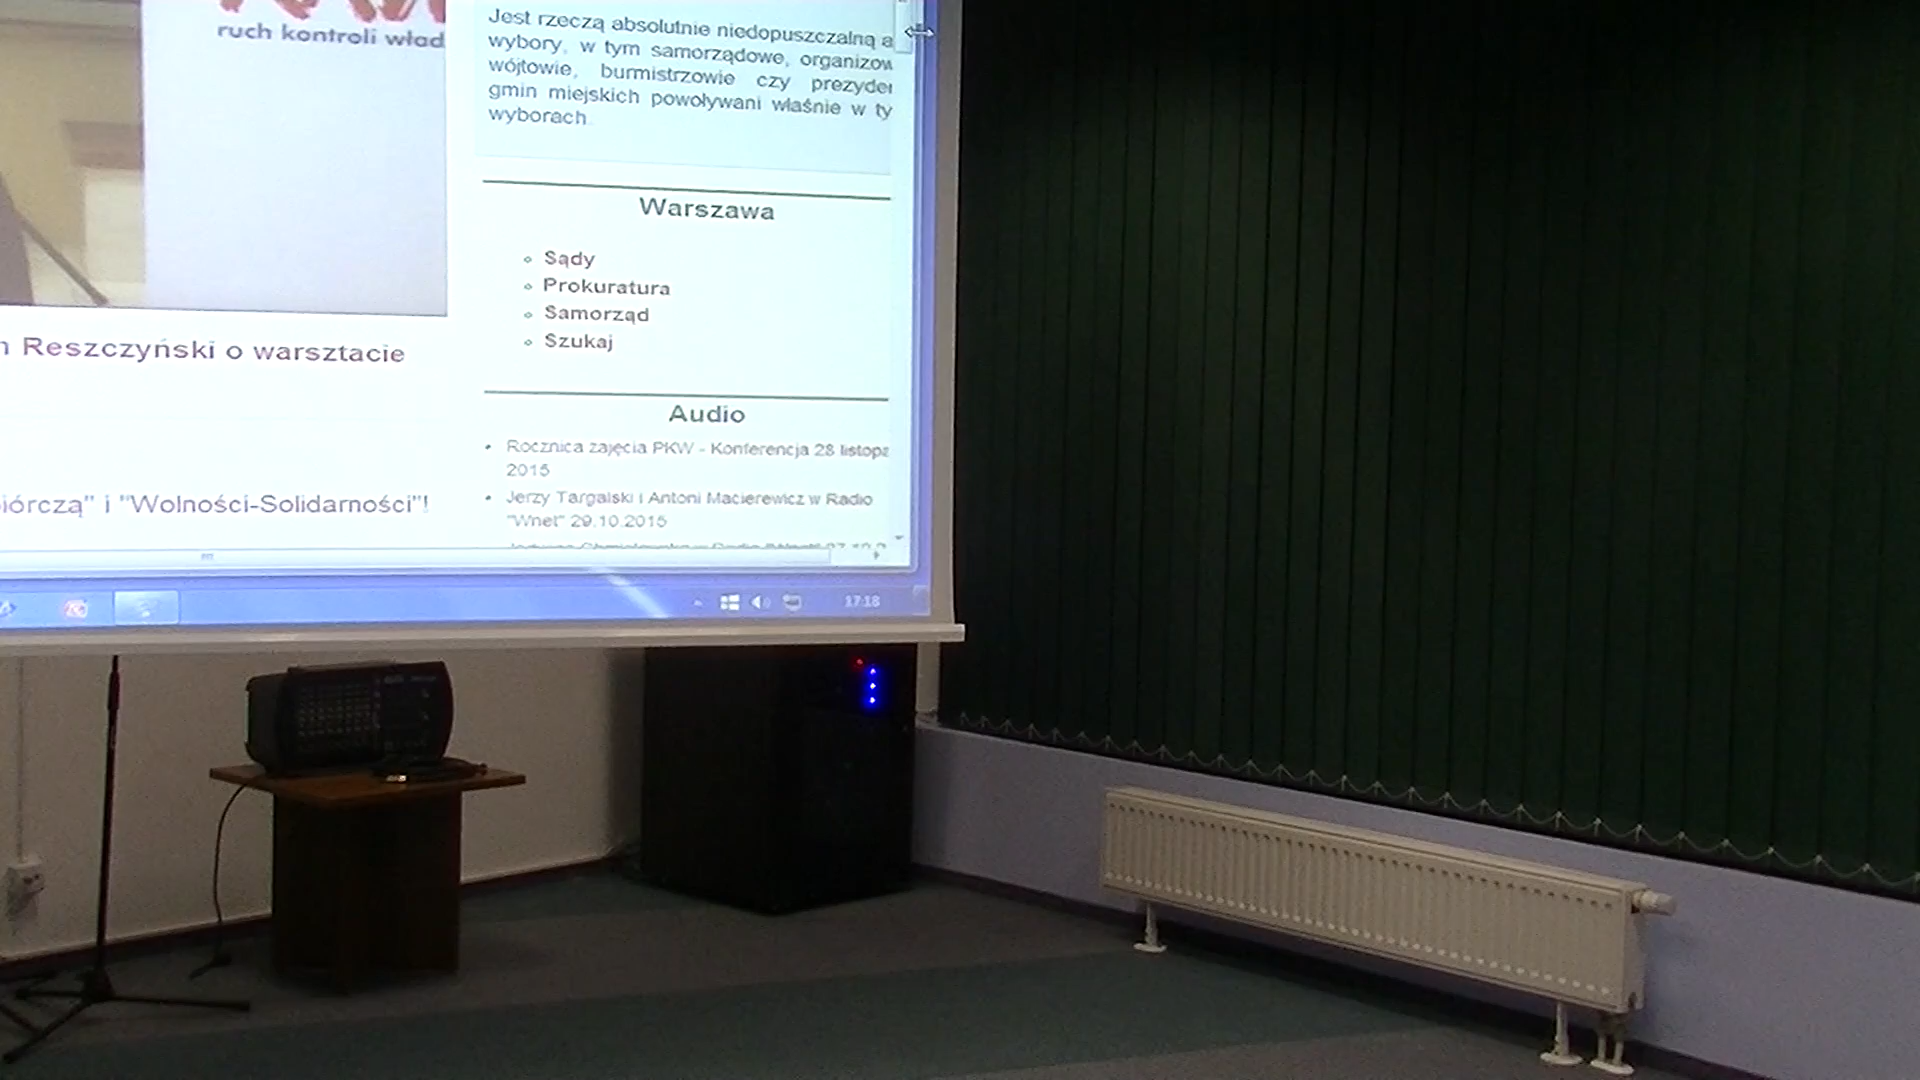 ruch kontroli wład
Reszczyński o warsztacie
iórczą" i "Wolności-Solidarności"!
Jest rzeczą absolutnie niedopuszczalną a
wybory, w tym samorządowe, organizow
wójtowie, burmistrzowie czy prezyden
gmin miejskich powoływani właśnie w ty
wyborach.
Warszawa
Sądy
Prokuratura
Samorząd
Szukaj
Audio
Rocznica zajęcia PKW - Konferencja 28 listopa
2015
Jerzy Targalski i Antoni Macierewicz w Radio
"Wnet" 29.10.2015
17:18